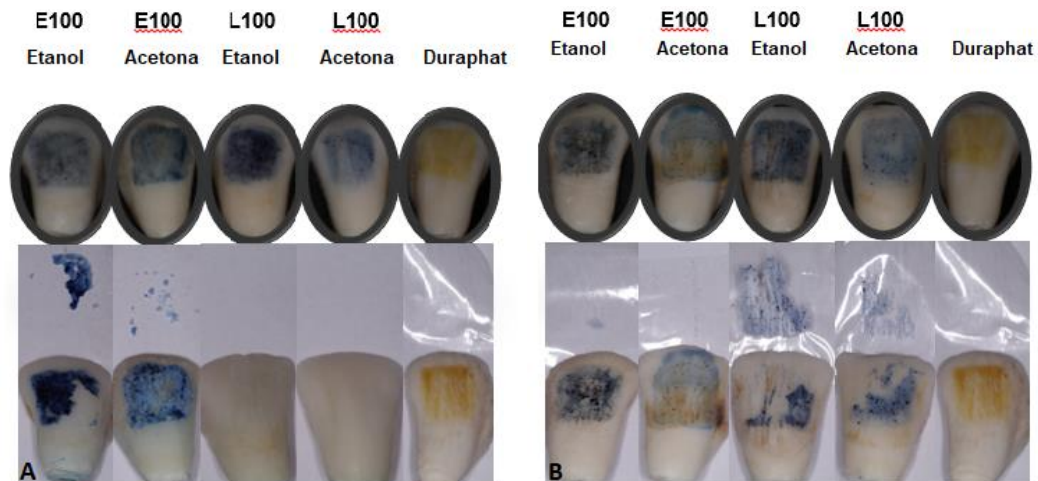 E100 E100 L100 L100
Etanol Acetona Etanol Acetona Duraphat
A
E100 E100 L100 L100
Etanol Acetona Etanol Acetona Duraphat
B